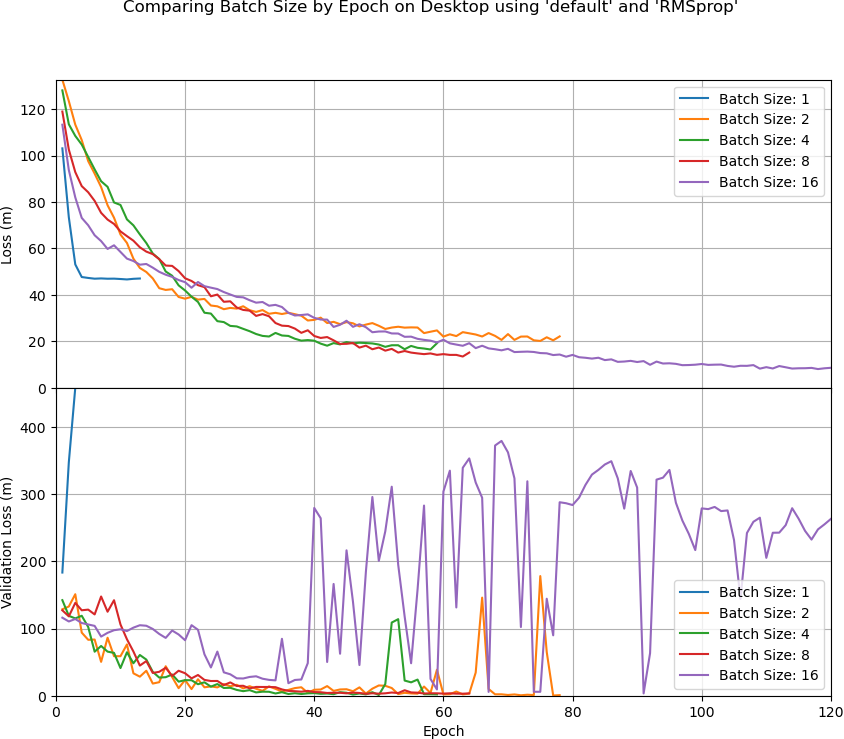 Comparing Batch Size by Epoch on Desktop using 'default' and 'RMSprop'
Loss (m)
120
100
80
60
40
20
0
Batch Size: 1
Batch Size: 2
Batch Size: 4
Batch Size: 8
Batch Size: 16
Validation Loss (m)
400
300
200
100
0
Batch Size: 1
Batch Size: 2
Batch Size: 4
Batch Size: 8
Batch Size: 16
0 20 40 60 80 100 120
Epoch